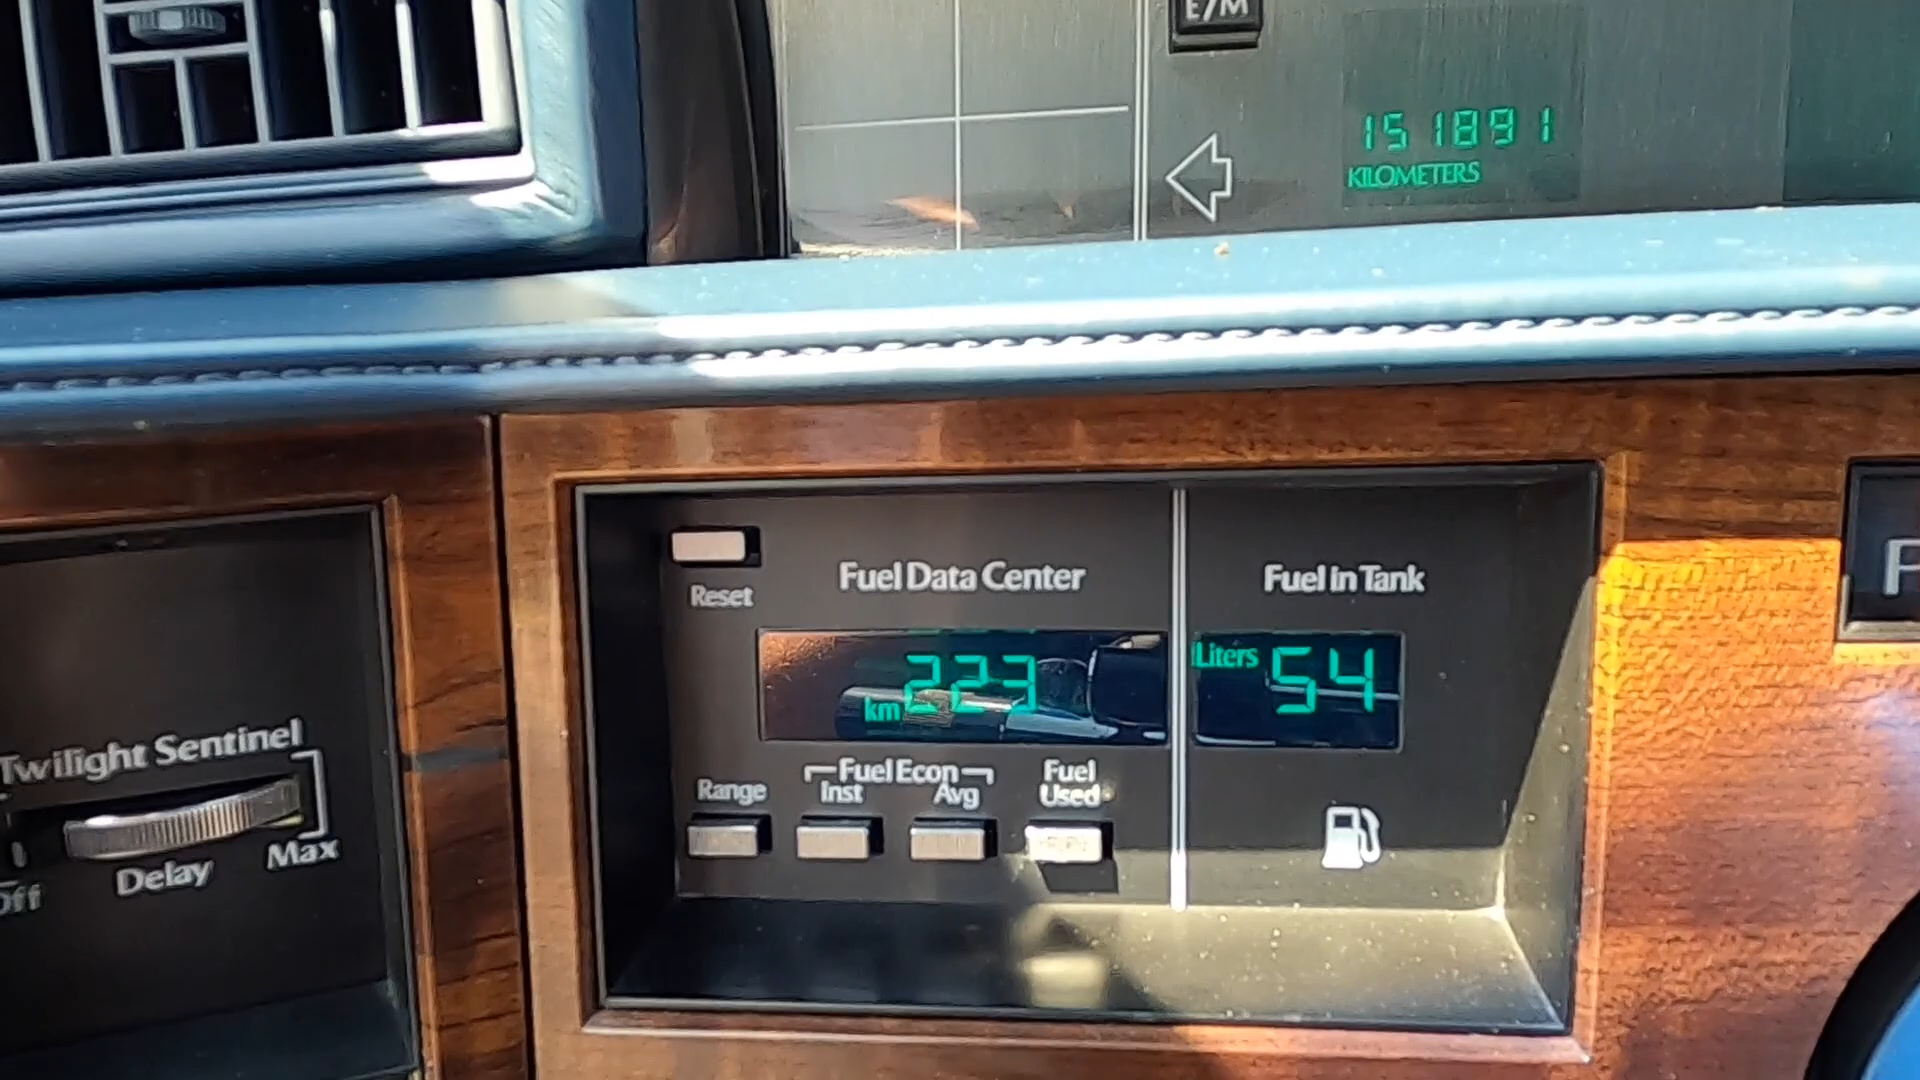 E/M
151891
KILOMETERS
Reset
Fuel Data Center
Fuel in Tank
km 223
Liters 54
Twilight Sentinel
Delay
Max
Off
Range
Fuel Econ
Inst
Avg
Fuel
Used